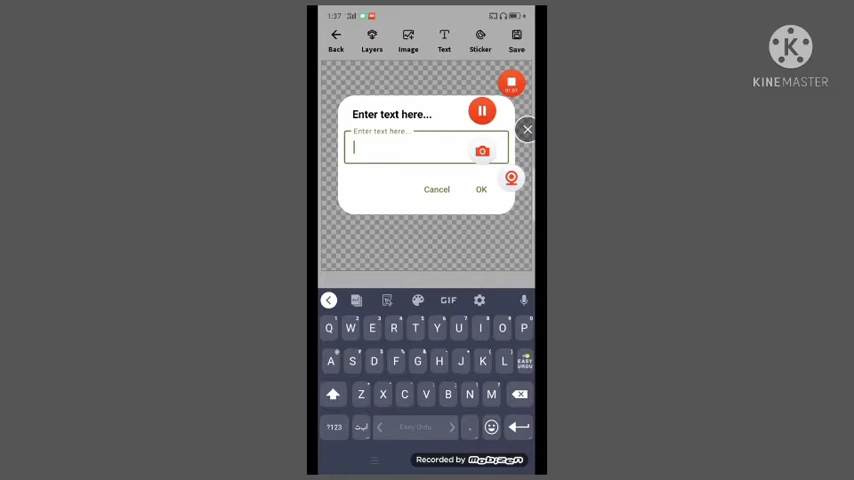 1:37
Back Layers Image Text Sticker Save
K
KINEMASTER
Enter text here...
Enter text here...
Cancel OK
GIF
Q W E R T Y U I O P
A S D F G H J K L EASY URDU
Z X C V B N M
?123 ابت Easy Urdu
Recorded by mobizen